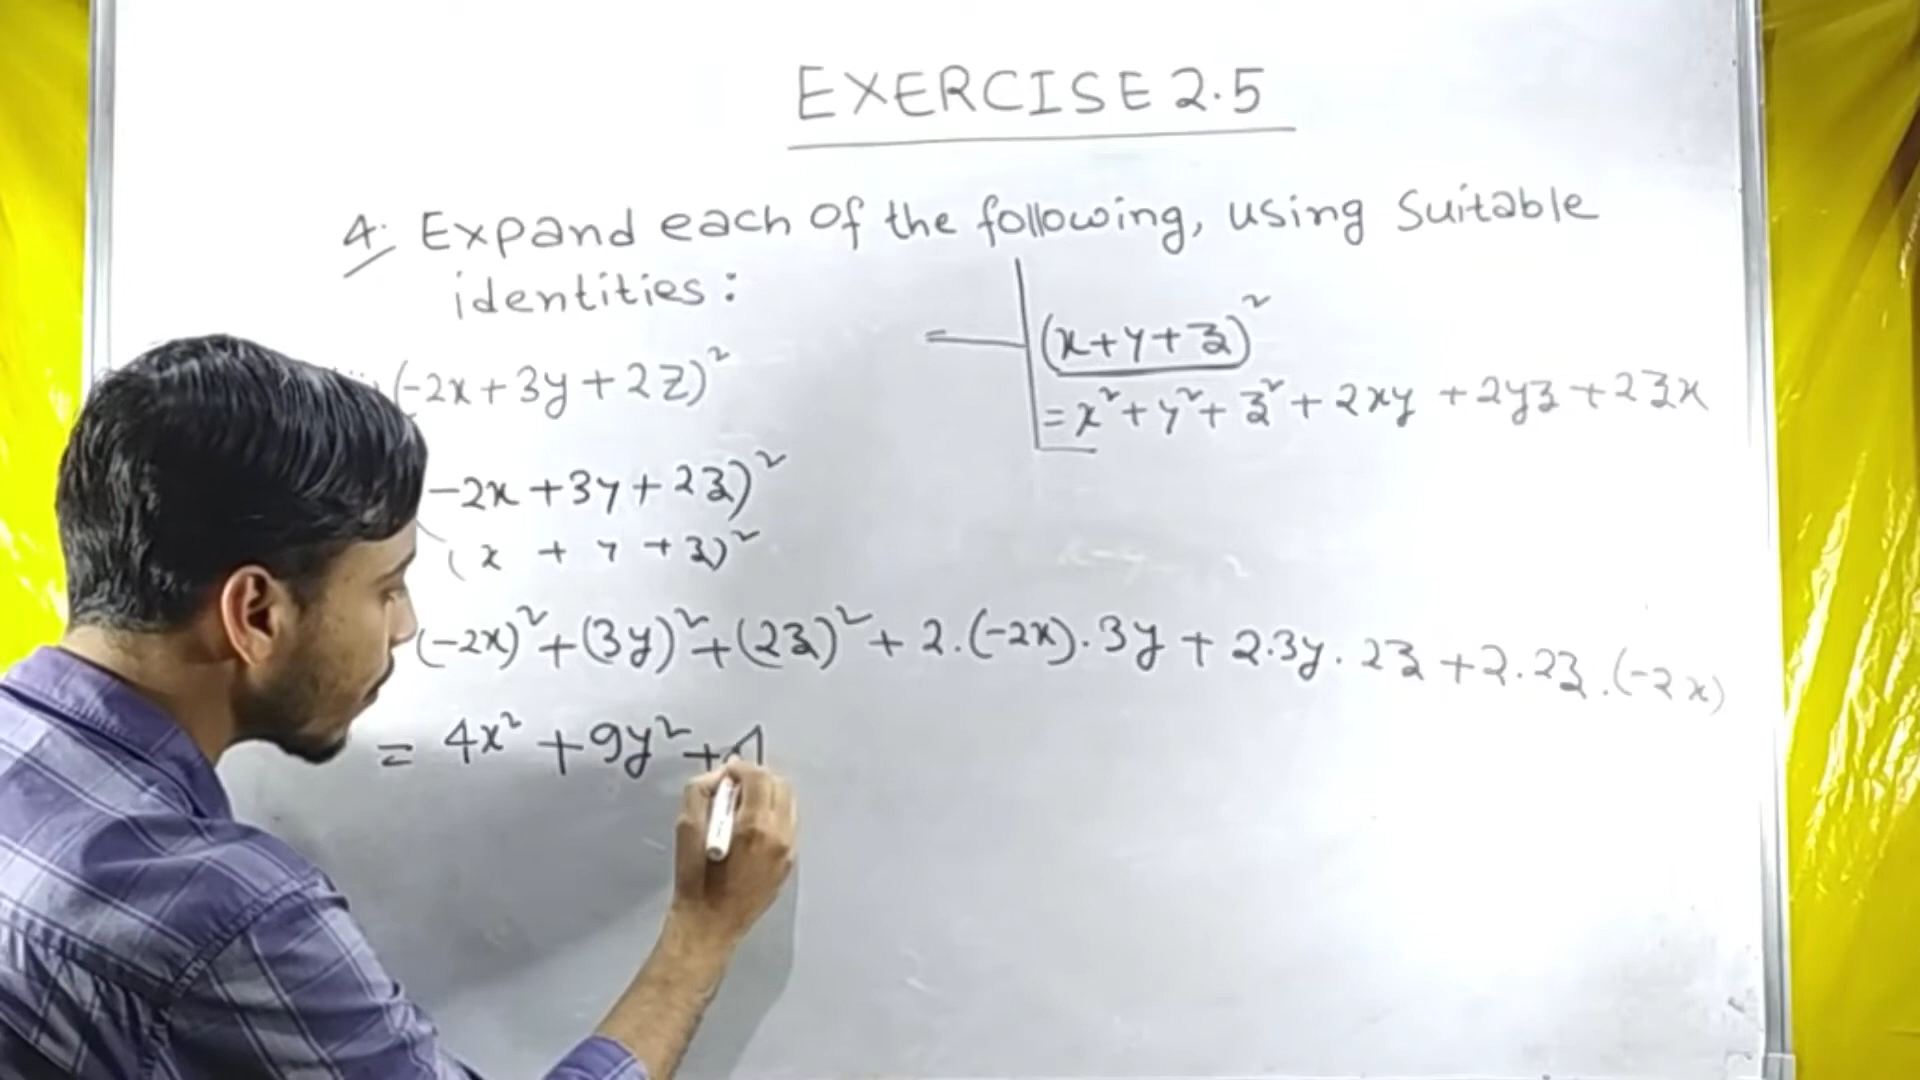 EXERCISE 2.5
4. Expand each of the following, using Suitable
identities:
(-2x+3y+2z)²
(x+y+z)²
= x²+y²+z²+2xy+2yz+2zx
-2x+3y+2z)²
(x + y + z)²
(-2x)²+(3y)²+(2z)²+2.(-2x).3y+2.3y.2z+2.2z.(-2x)
= 4x²+9y²+4